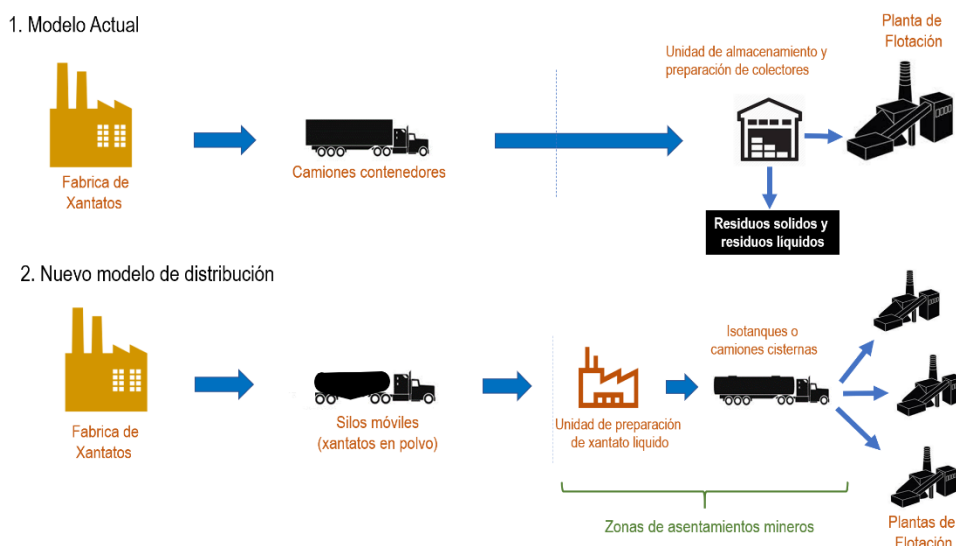 1. Modelo Actual
Planta de
Flotación
Unidad de almacenamiento y
preparación de colectores
Fabrica de
Xantatos
Camiones contenedores
Residuos solidos y
residuos líquidos
2. Nuevo modelo de distribución
Isotanques o
camiones cisternas
Fabrica de
Xantatos
Silos móviles
(xantatos en polvo)
Unidad de preparación
de xantato liquido
Zonas de asentamientos mineros
Plantas de
Flotación